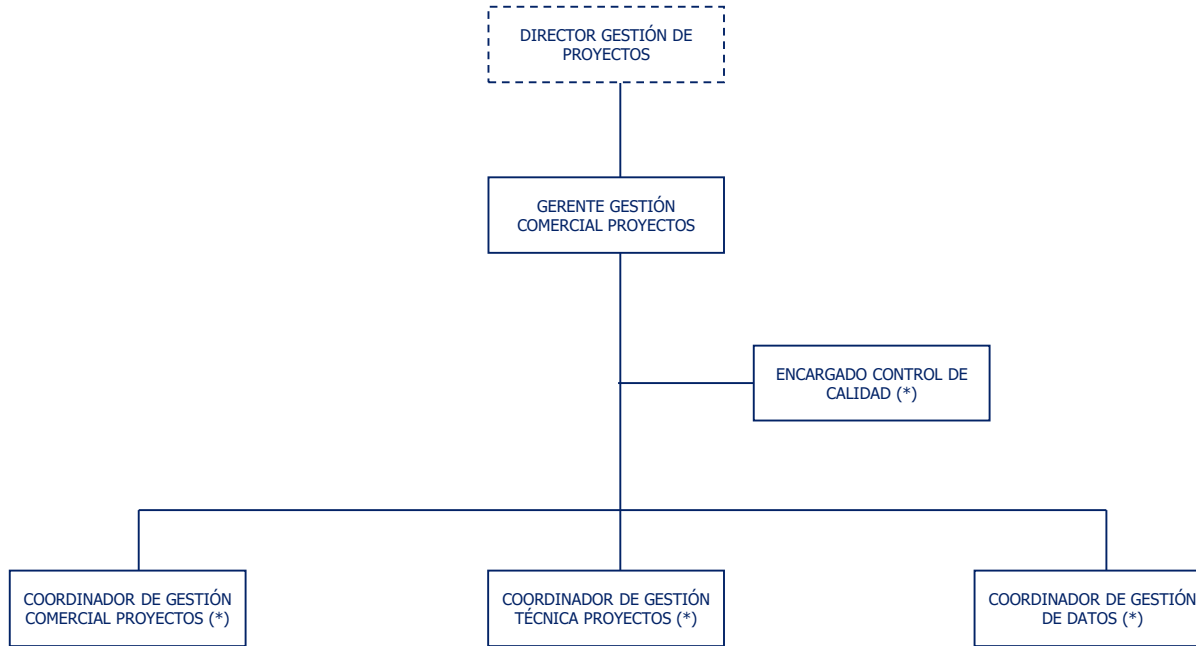 DIRECTOR GESTIÓN DE
PROYECTOS
GERENTE GESTIÓN
COMERCIAL PROYECTOS
ENCARGADO CONTROL DE
CALIDAD (*)
COORDINADOR DE GESTIÓN
COMERCIAL PROYECTOS (*)
COORDINADOR DE GESTIÓN
TÉCNICA PROYECTOS (*)
COORDINADOR DE GESTIÓN
DE DATOS (*)